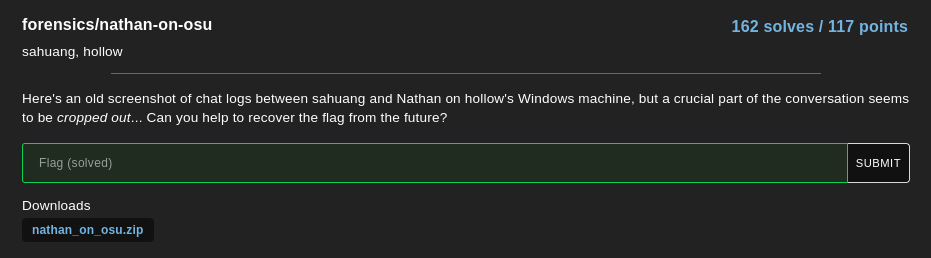 forensics/nathan-on-osu
162 solves / 117 points
sahuang, hollow
Here's an old screenshot of chat logs between sahuang and Nathan on hollow's Windows machine, but a crucial part of the conversation seems
to be cropped out... Can you help to recover the flag from the future?
Flag (solved)
SUBMIT
Downloads
nathan_on_osu.zip